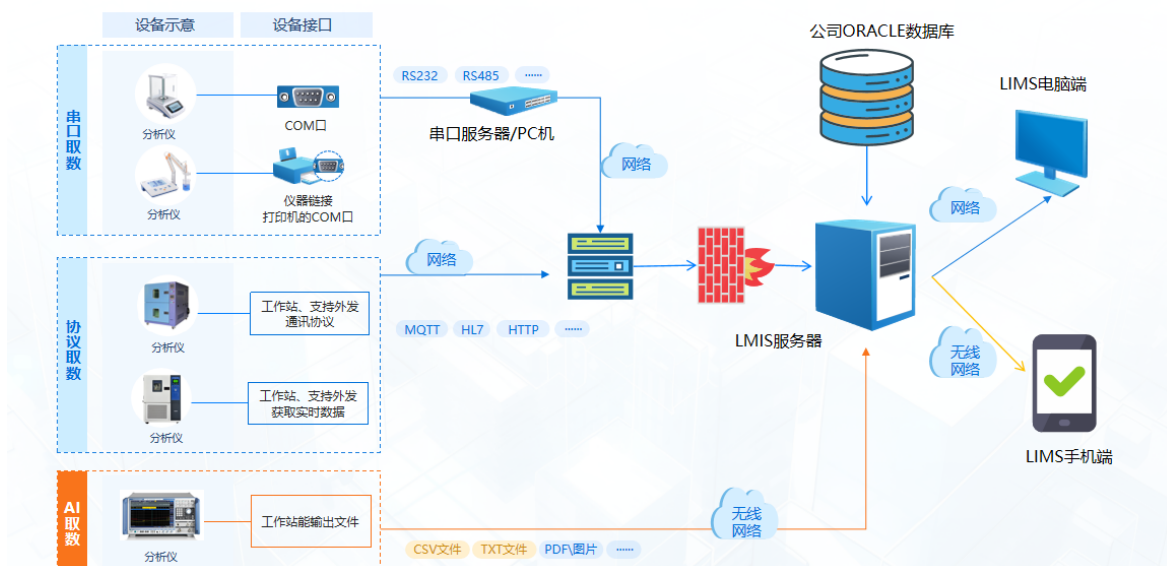 设备示意
设备接口
串口取数
分析仪
COM口
分析仪
仪器链接
打印机的COM口
RS232
RS485
……
串口服务器/PC机
网络
协议取数
分析仪
工作站、支持外发
通讯协议
分析仪
工作站、支持外发
获取实时数据
网络
MQTT
HL7
HTTP
……
AI取数
分析仪
工作站能输出文件
CSV文件
TXT文件
PDF\图片
……
无线
网络
公司ORACLE数据库
LMIS服务器
LIMS电脑端
网络
无线
网络
LIMS手机端